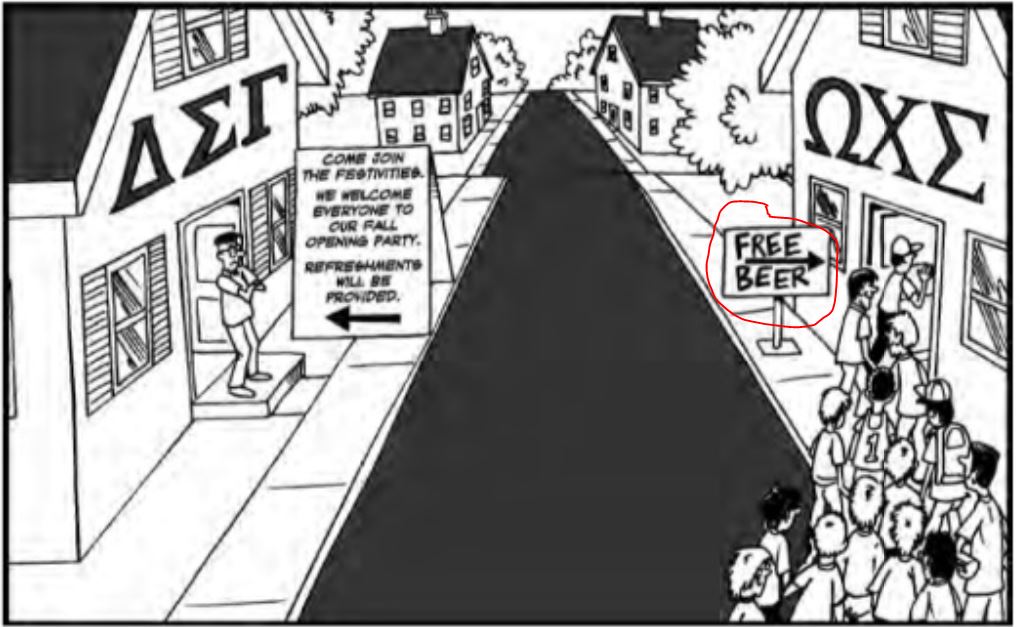 ΔΣΓ
COME JOIN
THE FESTIVITIES.
WE WELCOME
EVERYONE TO
OUR FALL
OPENING PARTY.
REFRESHMENTS
WILL BE
PROVIDED.
ΩΧΣ
FREE
BEER
1